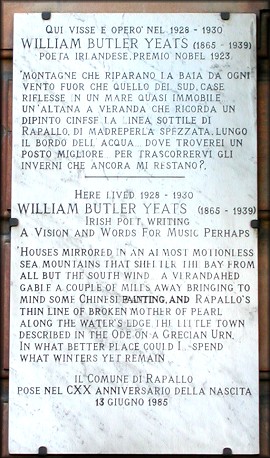 QUI VISSE E OPERÒ NEL 1928 - 1930
WILLIAM BUTLER YEATS (1865 - 1939)
POETA IRLANDESE, PREMIO NOBEL 1923
"MONTAGNE CHE RIPARANO LA BAIA DA OGNI
VENTO FUOR CHE QUELLO DEL SUD, CASE
RIFLESSE IN UN MARE QUASI IMMOBILE
UN'ALTANA A VERANDA CHE RICORDA UN
DIPINTO CINESE. LA LINEA SOTTILE DI
RAPALLO, DI MADREPERLA SPEZZATA, LUNGO
IL BORDO DELL'ACQUA... DOVE TROVEREI UN
POSTO MIGLIORE PER TRASCORRERVI GLI
INVERNI CHE ANCORA MI RESTANO?"
HERE LIVED 1928 - 1930
WILLIAM BUTLER YEATS (1865 - 1939)
IRISH POET, WRITING
A VISION AND WORDS FOR MUSIC PERHAPS
"HOUSES MIRRORED IN AN ALMOST MOTIONLESS
SEA MOUNTAINS THAT SHELTER THE BAY FROM
ALL BUT THE SOUTH WIND A VERANDAHED
GABLE A COUPLE OF MILES AWAY BRINGING TO
MIND SOME CHINESE PAINTING, AND RAPALLO'S
THIN LINE OF BROKEN MOTHER OF PEARL
ALONG THE WATER'S EDGE. THE LITTLE TOWN
DESCRIBED IN THE ODE ON A GRECIAN URN.
IN WHAT BETTER PLACE COULD I SPEND
WHAT WINTERS YET REMAIN
IL COMUNE DI RAPALLO
POSE NEL CXX ANNIVERSARIO DELLA NASCITA
13 GIUGNO 1985